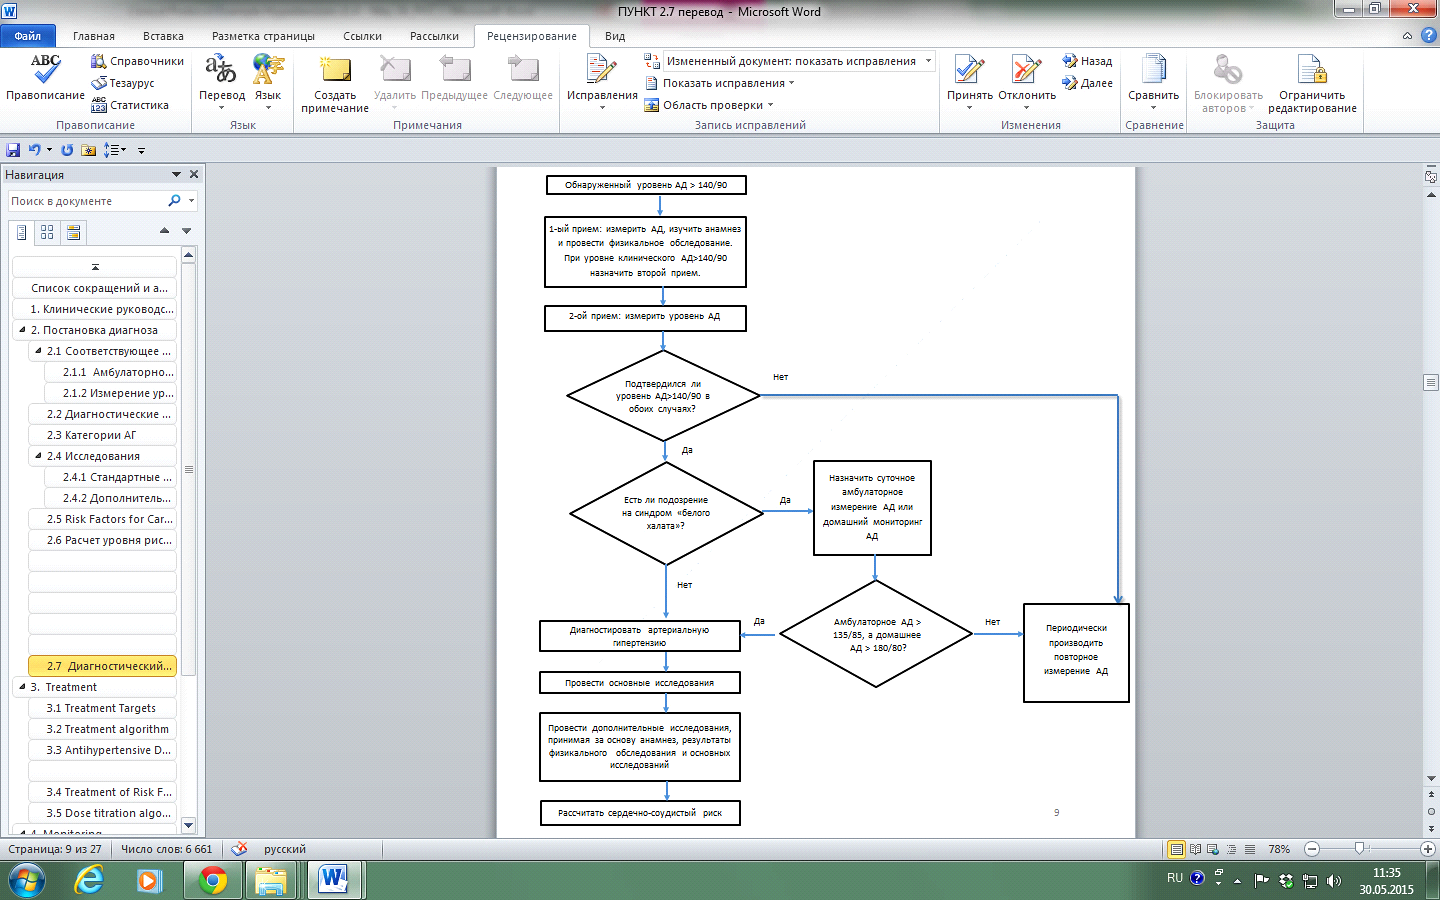 ПУНКТ 2.7 перевод - Microsoft Word
Файл Главная Вставка Разметка страницы Ссылки Рассылки Рецензирование Вид
ABC
Правописание
Справочники
Тезаурус
ABC
123 Статистика
Правописание
Перевод
Язык
Язык
Создать
примечание
Удалить
Предыдущее
Следующее
Примечания
Исправления
Измененный документ: показать исправления
Показать исправления
Область проверки
Запись исправлений
Принять
Отклонить
Назад
Далее
Изменения
Сравнить
Сравнение
Блокировать
авторов
Ограничить
редактирование
Защита
Навигация
Поиск в документе
Список сокращений и а...
1. Клинические руководс...
2. Постановка диагноза
2.1 Соответствующее ...
2.1.1 Амбулаторно...
2.1.2 Измерение ур...
2.2 Диагностические ...
2.3 Категории АГ
2.4 Исследования
2.4.1 Стандартные ...
2.4.2 Дополнитель...
2.5 Risk Factors for Car...
2.6 Расчет уровня рис...
2.7 Диагностический...
3. Treatment
3.1 Treatment Targets
3.2 Treatment algorithm
3.3 Antihypertensive D...
3.4 Treatment of Risk F...
3.5 Dose titration algo...
4. Monitoring
Обнаруженный уровень АД > 140/90
1-ый прием: измерить АД, изучить анамнез
и провести физикальное обследование.
При уровне клинического АД>140/90
назначить второй прием.
2-ой прием: измерить уровень АД
Подтвердился ли
уровень АД>140/90 в
обоих случаях?
Нет
Да
Есть ли подозрение
на синдром «белого
халата»?
Да
Назначить суточное
амбулаторное
измерение АД или
домашний мониторинг
АД
Нет
Амбулаторное АД >
135/85, а домашнее
АД > 180/80?
Да
Нет
Периодически
производить
повторное
измерение АД
Диагностировать артериальную
гипертензию
Провести основные исследования
Провести дополнительные исследования,
принимая за основу анамнез, результаты
физикального обследования и основных
исследований
Рассчитать сердечно-соудистый риск
9
Страница: 9 из 27 Число слов: 6 661 русский 78%
RU 11:35
30.05.2015